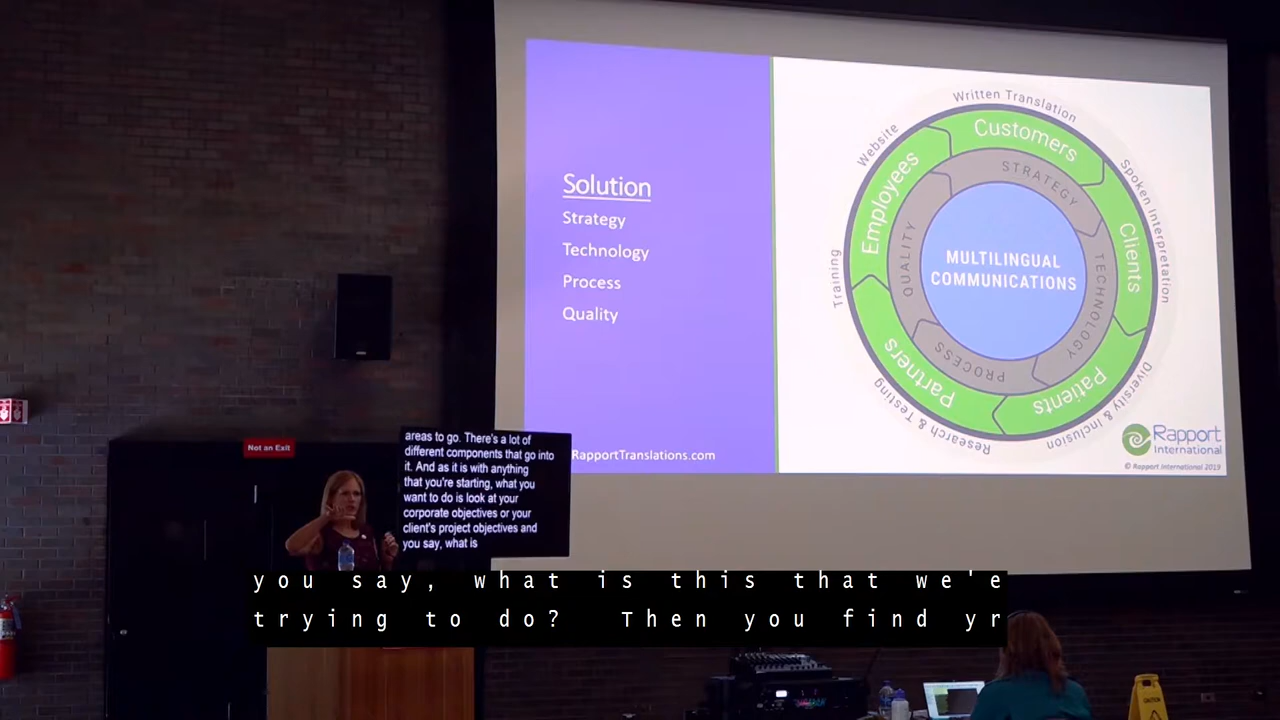 Solution
Strategy
Technology
Process
Quality
RapportTranslations.com
Written Translation
Spoken Interpretation
Diversity & Inclusion
Research & Testing
Training
Website
Customers
Clients
Patients
Partners
Employees
STRATEGY
TECHNOLOGY
PROCESS
QUALITY
MULTILINGUAL
COMMUNICATIONS
Rapport
International
© Rapport International 2019
Not an Exit
areas to go. There's a lot of
different components that go into
it. And as it is with anything
that you're starting, what you
want to do is look at your
corporate objectives or your
client's project objectives and
you say, what is
you say, what is this that we're
trying to do? Then you find yr
CAUTION